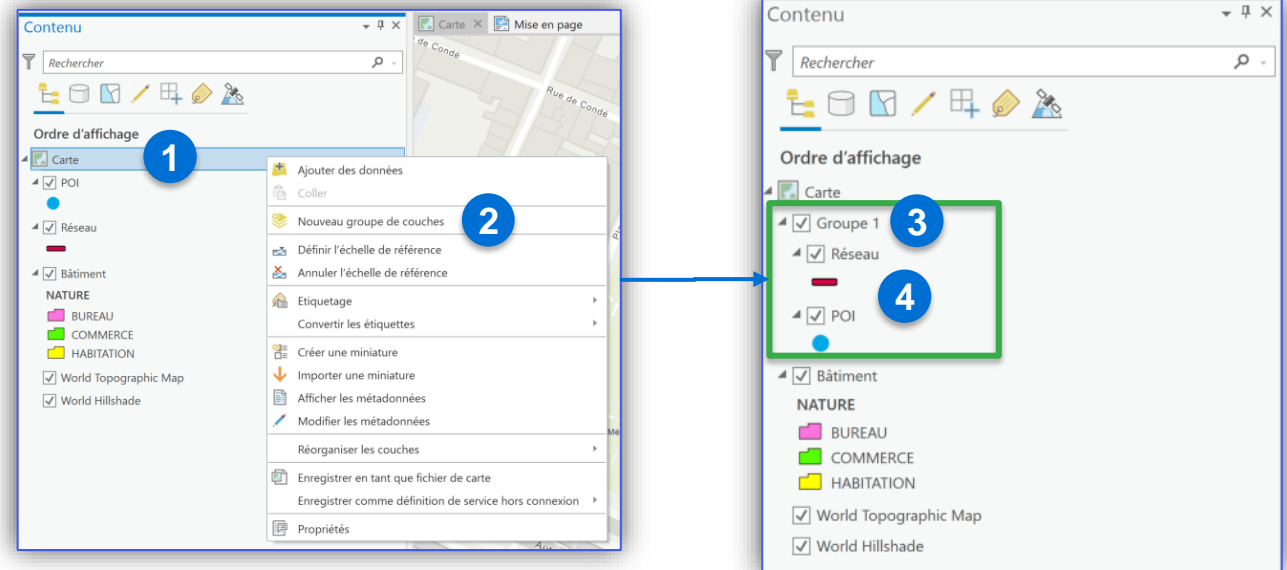 Contenu
Rechercher
Ordre d'affichage
1
Carte
POI
Réseau
Bâtiment
NATURE
BUREAU
COMMERCE
HABITATION
World Topographic Map
World Hillshade
Carte
Mise en page
de Condé
Rue de Condé
Ajouter des données
Coller
Nouveau groupe de couches
2
Définir l'échelle de référence
Annuler l'échelle de référence
Etiquetage
Convertir les étiquettes
Créer une miniature
Importer une miniature
Afficher les métadonnées
Modifier les métadonnées
Réorganiser les couches
Enregistrer en tant que fichier de carte
Enregistrer comme définition de service hors connexion
Propriétés
Contenu
Rechercher
Ordre d'affichage
Carte
Groupe 1
3
Réseau
4
POI
Bâtiment
NATURE
BUREAU
COMMERCE
HABITATION
World Topographic Map
World Hillshade